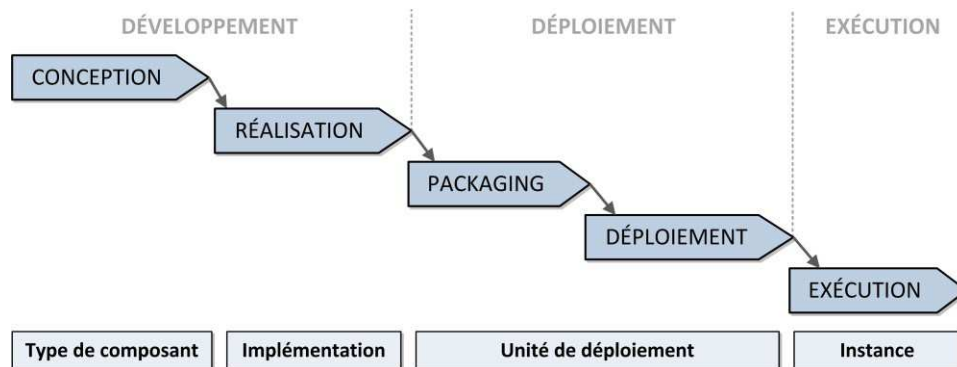 DÉVELOPPEMENT DÉPLOIEMENT EXÉCUTION
CONCEPTION
RÉALISATION
PACKAGING
DÉPLOIEMENT
EXÉCUTION
Type de composant Implémentation Unité de déploiement Instance